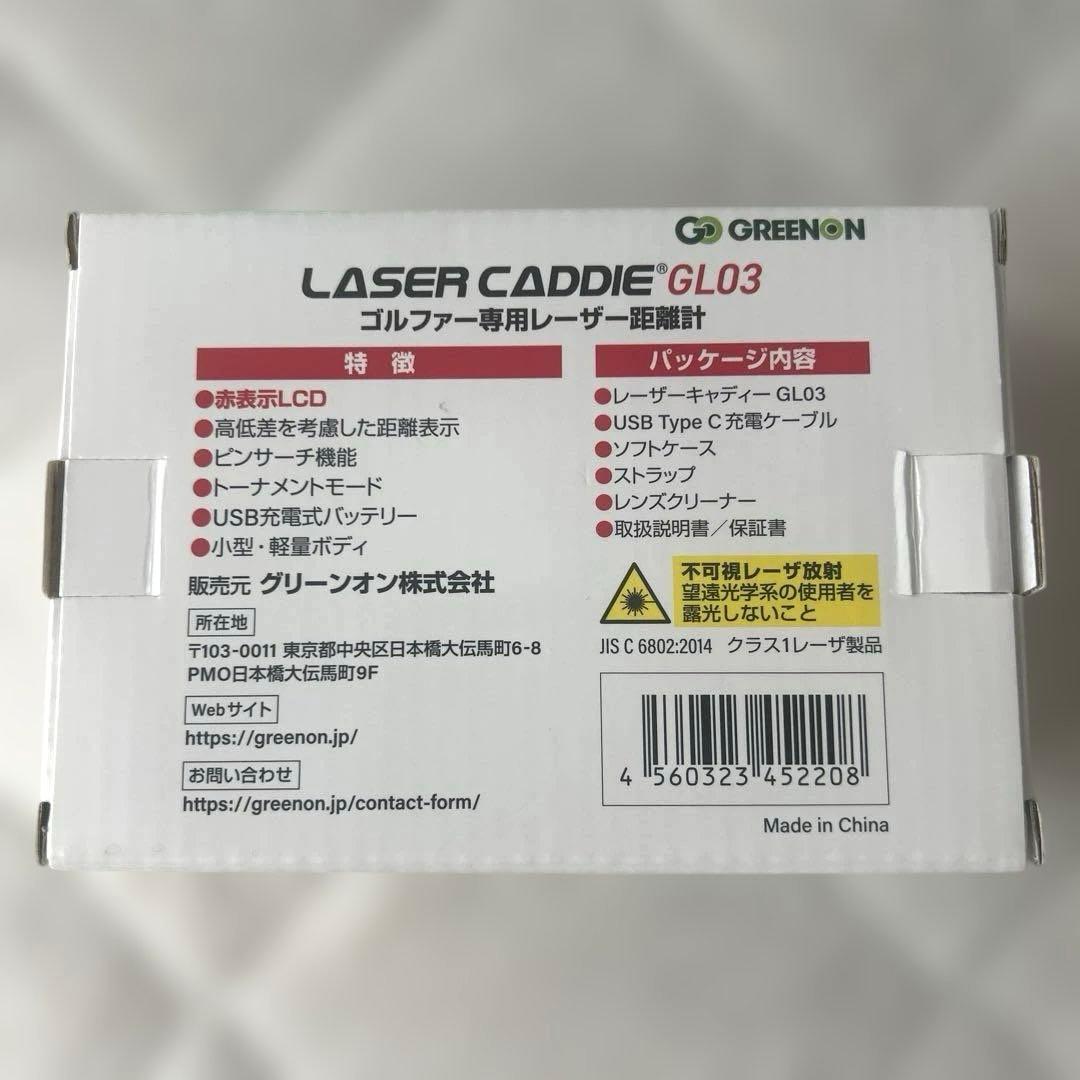 GO GREENON
LASER CADDIE® GL03
ゴルファー専用レーザー距離計
特 徴
●赤表示LCD
●高低差を考慮した距離表示
●ピンサーチ機能
●トーナメントモード
●USB充電式バッテリー
●小型・軽量ボディ
販売元 グリーンオン株式会社
所在地
〒103-0011 東京都中央区日本橋大伝馬町6-8
PMO日本橋大伝馬町9F
Webサイト
https://greenon.jp/
お問い合わせ
https://greenon.jp/contact-form/
パッケージ内容
●レーザーキャディー GL03
●USB Type C 充電ケーブル
●ソフトケース
●ストラップ
●レンズクリーナー
●取扱説明書／保証書
不可視レーザ放射
望遠光学系の使用者を
露光しないこと
JIS C 6802:2014 クラス1レーザ製品
4 560323 452208
Made in China